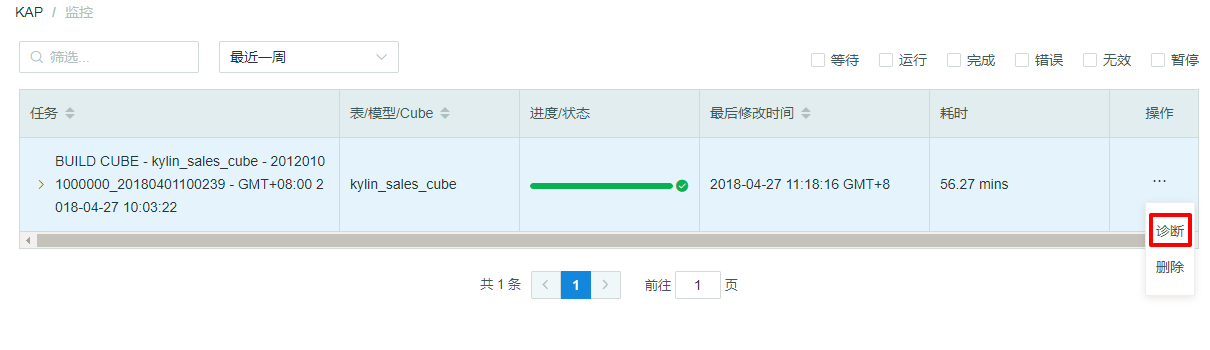 KAP / 监控
筛选... 最近一周 等待 运行 完成 错误 无效 暂停
任务 表/模型/Cube 进度/状态 最后修改时间 耗时 操作
BUILD CUBE - kylin_sales_cube - 2012010
1000000_20180401100239 - GMT+08:00 2
018-04-27 10:03:22
kylin_sales_cube
2018-04-27 11:18:16 GMT+8
56.27 mins
...
诊断
删除
共 1 条 1 前往 1 页